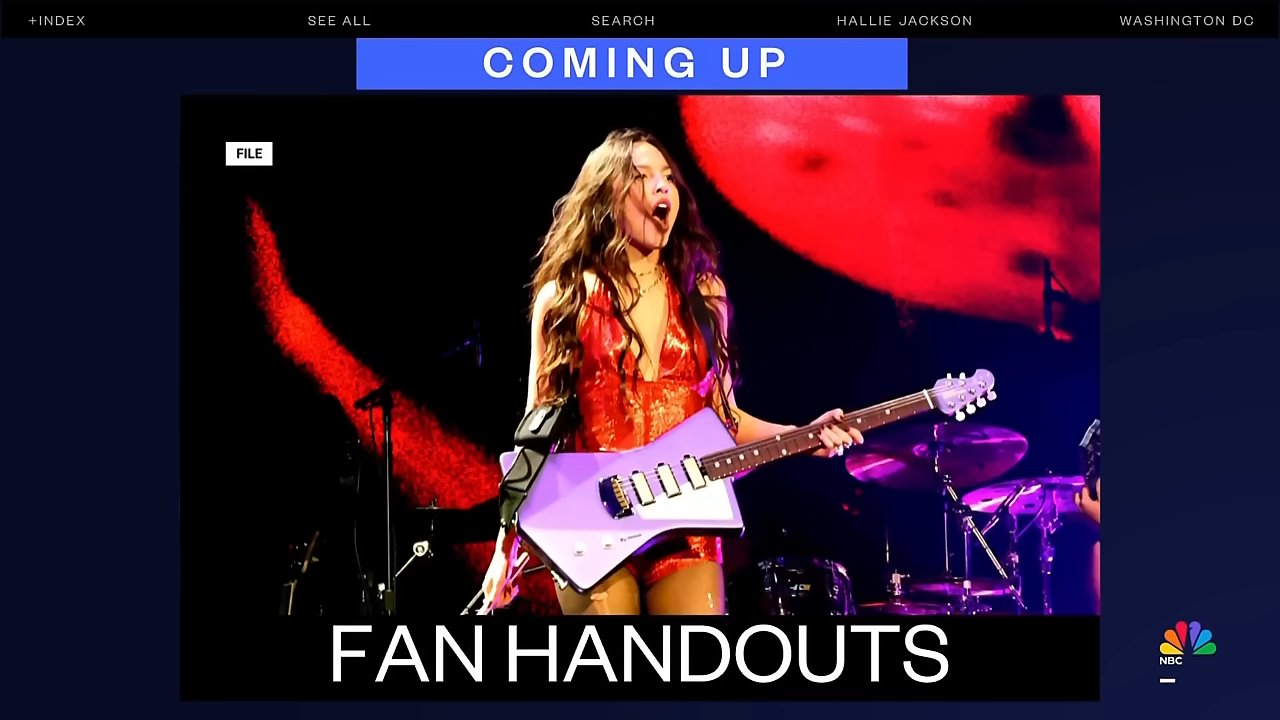 +INDEX
SEE ALL
SEARCH
HALLIE JACKSON
WASHINGTON DC
COMING UP
FILE
FAN HANDOUTS
NBC